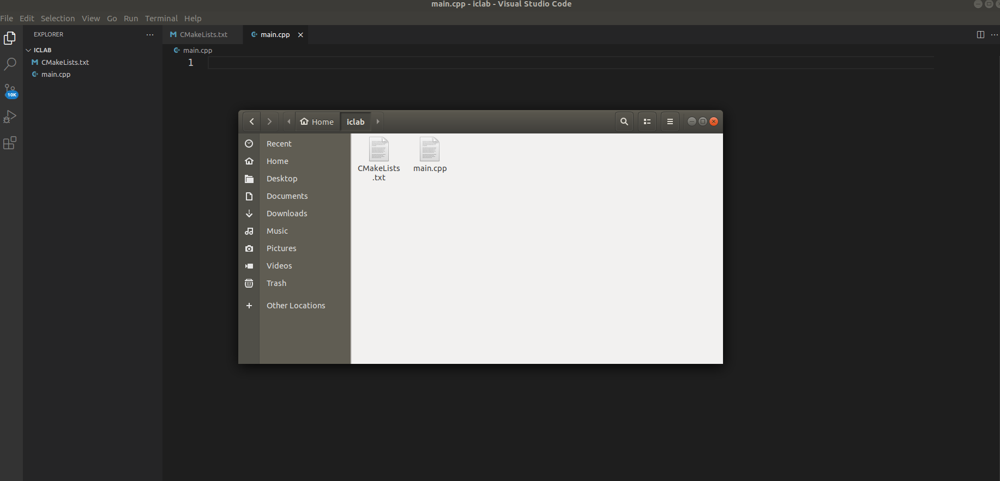 main.cpp - iclab - Visual Studio Code
File Edit Selection View Go Run Terminal Help
EXPLORER
ICLAB
CMakeLists.txt
main.cpp
10K
CMakeLists.txt
main.cpp
main.cpp
1
Home
iclab
Recent
Home
Desktop
Documents
Downloads
Music
Pictures
Videos
Trash
Other Locations
CMakeLists
.txt
main.cpp